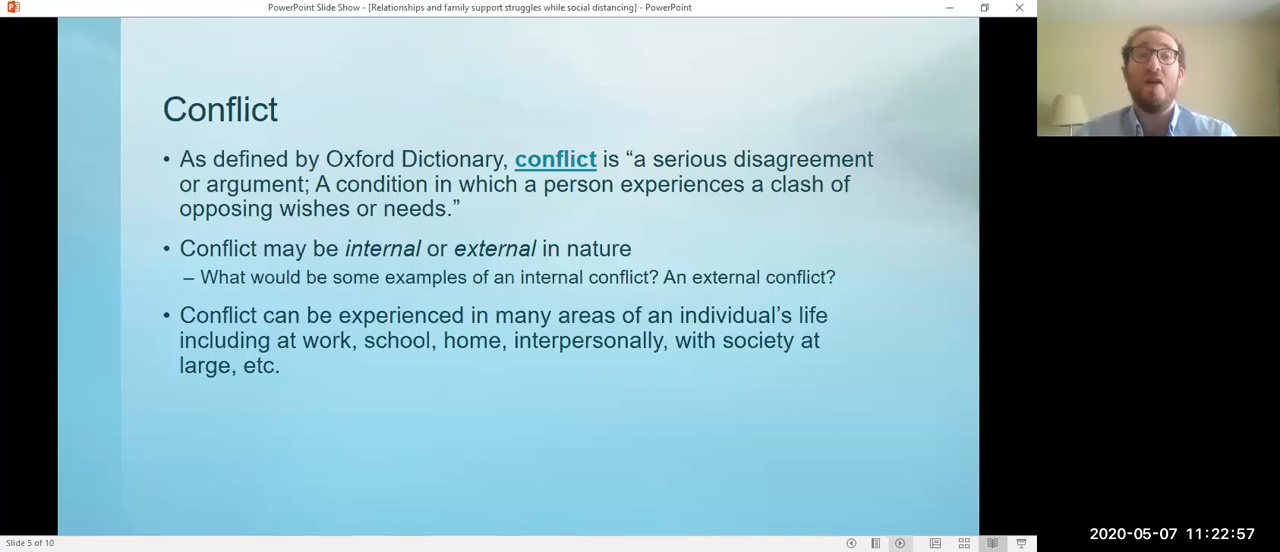 PowerPoint Slide Show - [Relationships and family support struggles while social distancing] - PowerPoint
Conflict
• As defined by Oxford Dictionary, conflict is “a serious disagreement
or argument; A condition in which a person experiences a clash of
opposing wishes or needs.”
• Conflict may be internal or external in nature
– What would be some examples of an internal conflict? An external conflict?
• Conflict can be experienced in many areas of an individual’s life
including at work, school, home, interpersonally, with society at
large, etc.
Slide 5 of 10
2020-05-07 11:22:57